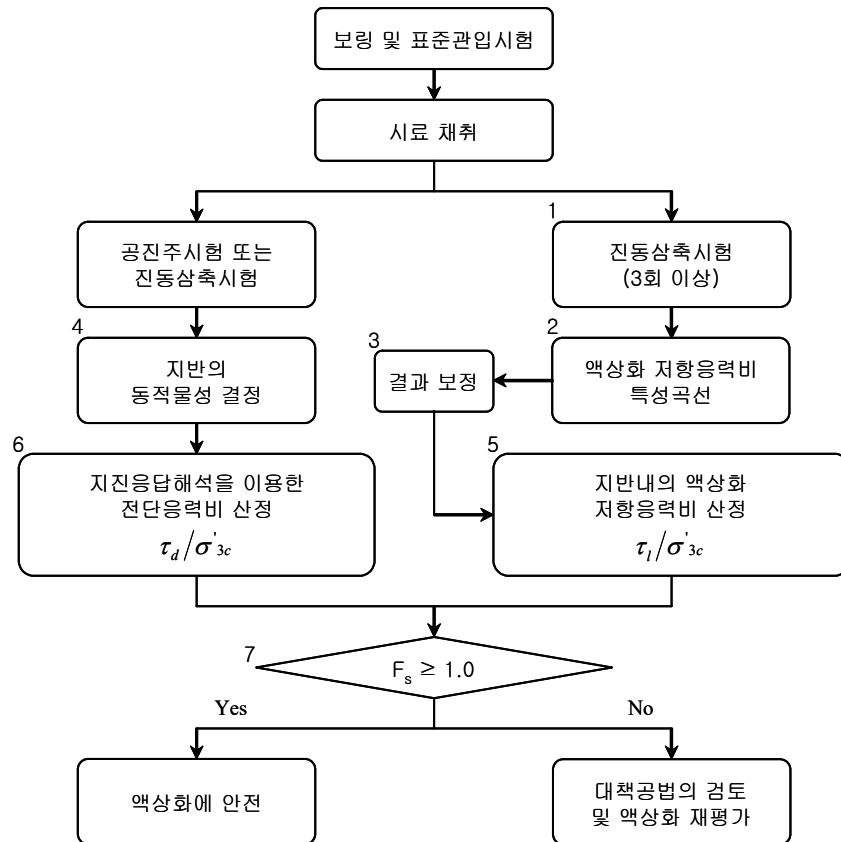 보링 및 표준관입시험
시료 채취
공진주시험 또는
진동삼축시험
1
진동삼축시험
(3회 이상)
4
지반의
동적물성 결정
3
결과 보정
2
액상화 저항응력비
특성곡선
6
지진응답해석을 이용한
전단응력비 산정
τd/σ'3c
5
지반내의 액상화
저항응력비 산정
τl/σ'3c
7
Fs ≥ 1.0
Yes
No
액상화에 안전
대책공법의 검토
및 액상화 재평가